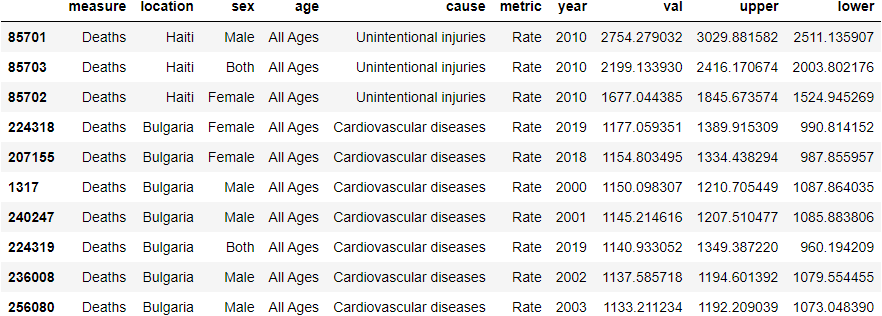 measure location sex age cause metric year val upper lower
85701 Deaths Haiti Male All Ages Unintentional injuries Rate 2010 2754.279032 3029.881582 2511.135907
85703 Deaths Haiti Both All Ages Unintentional injuries Rate 2010 2199.133930 2416.170674 2003.802176
85702 Deaths Haiti Female All Ages Unintentional injuries Rate 2010 1677.044385 1845.673574 1524.945269
224318 Deaths Bulgaria Female All Ages Cardiovascular diseases Rate 2019 1177.059351 1389.915309 990.814152
207155 Deaths Bulgaria Female All Ages Cardiovascular diseases Rate 2018 1154.803495 1334.438294 987.855957
1317 Deaths Bulgaria Male All Ages Cardiovascular diseases Rate 2000 1150.098307 1210.705449 1087.864035
240247 Deaths Bulgaria Male All Ages Cardiovascular diseases Rate 2001 1145.214616 1207.510477 1085.883806
224319 Deaths Bulgaria Both All Ages Cardiovascular diseases Rate 2019 1140.933052 1349.387220 960.194209
236008 Deaths Bulgaria Male All Ages Cardiovascular diseases Rate 2002 1137.585718 1194.601392 1079.554455
256080 Deaths Bulgaria Male All Ages Cardiovascular diseases Rate 2003 1133.211234 1192.209039 1073.048390